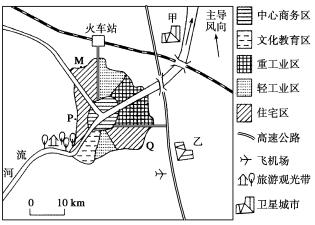 火车站
甲
主导
风向
M
P
Q
乙
河
流
0 10 km
中心商务区
文化教育区
重工业区
轻工业区
住宅区
高速公路
飞机场
旅游观光带
卫星城市